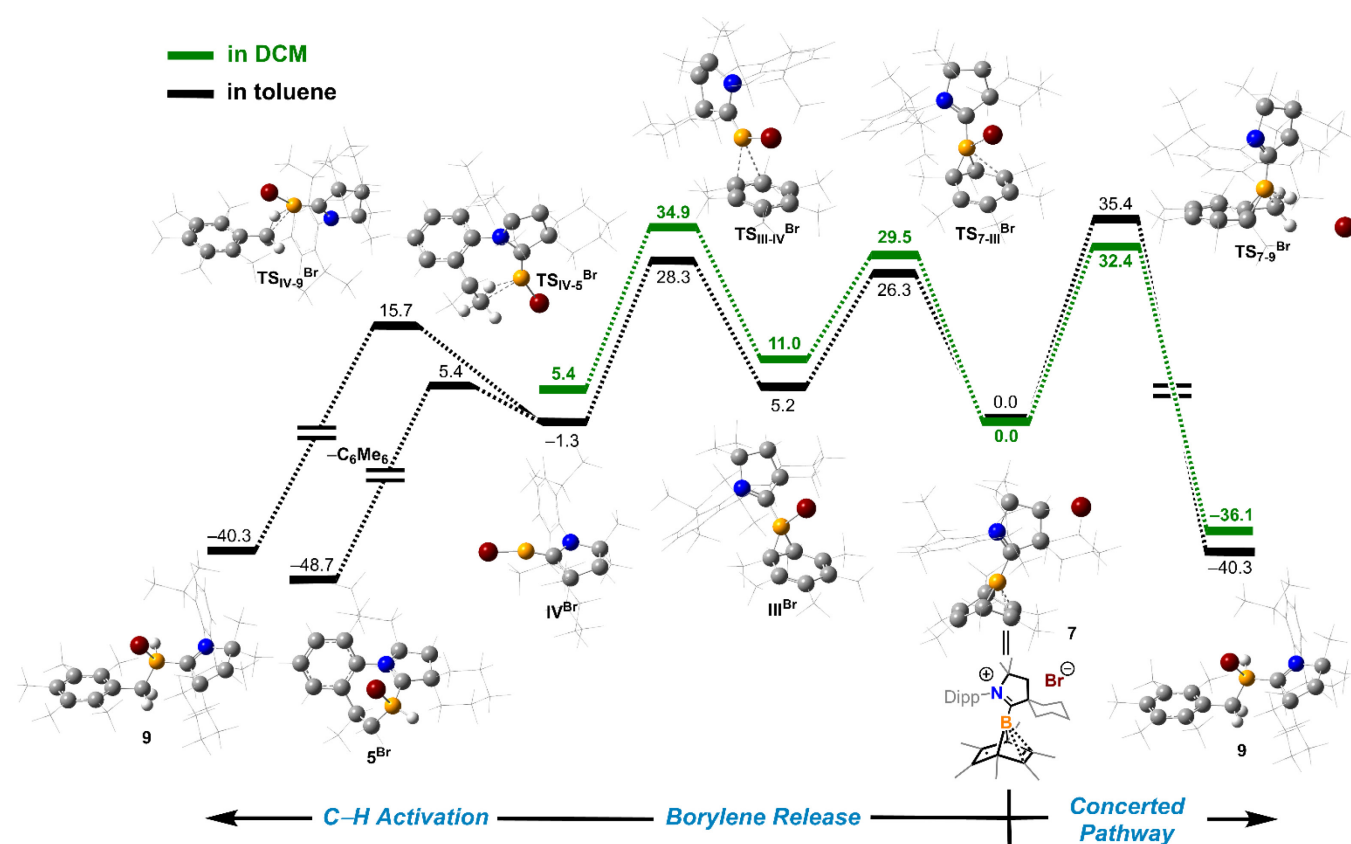 in DCM
in toluene
TSIV-9Br
TSIV-5Br
TSIII-IVBr
TS7-IIIBr
TS7-9Br
34.9
28.3
29.5
26.3
35.4
32.4
15.7
5.4
11.0
5.2
5.4
−1.3
0.0
0.0
−C6Me6
−40.3
−48.7
−36.1
−40.3
9
5Br
IVBr
IIIBr
7
Br⊖
⊕
N
Dipp
B
9
C−H Activation
Borylene Release
Concerted
Pathway